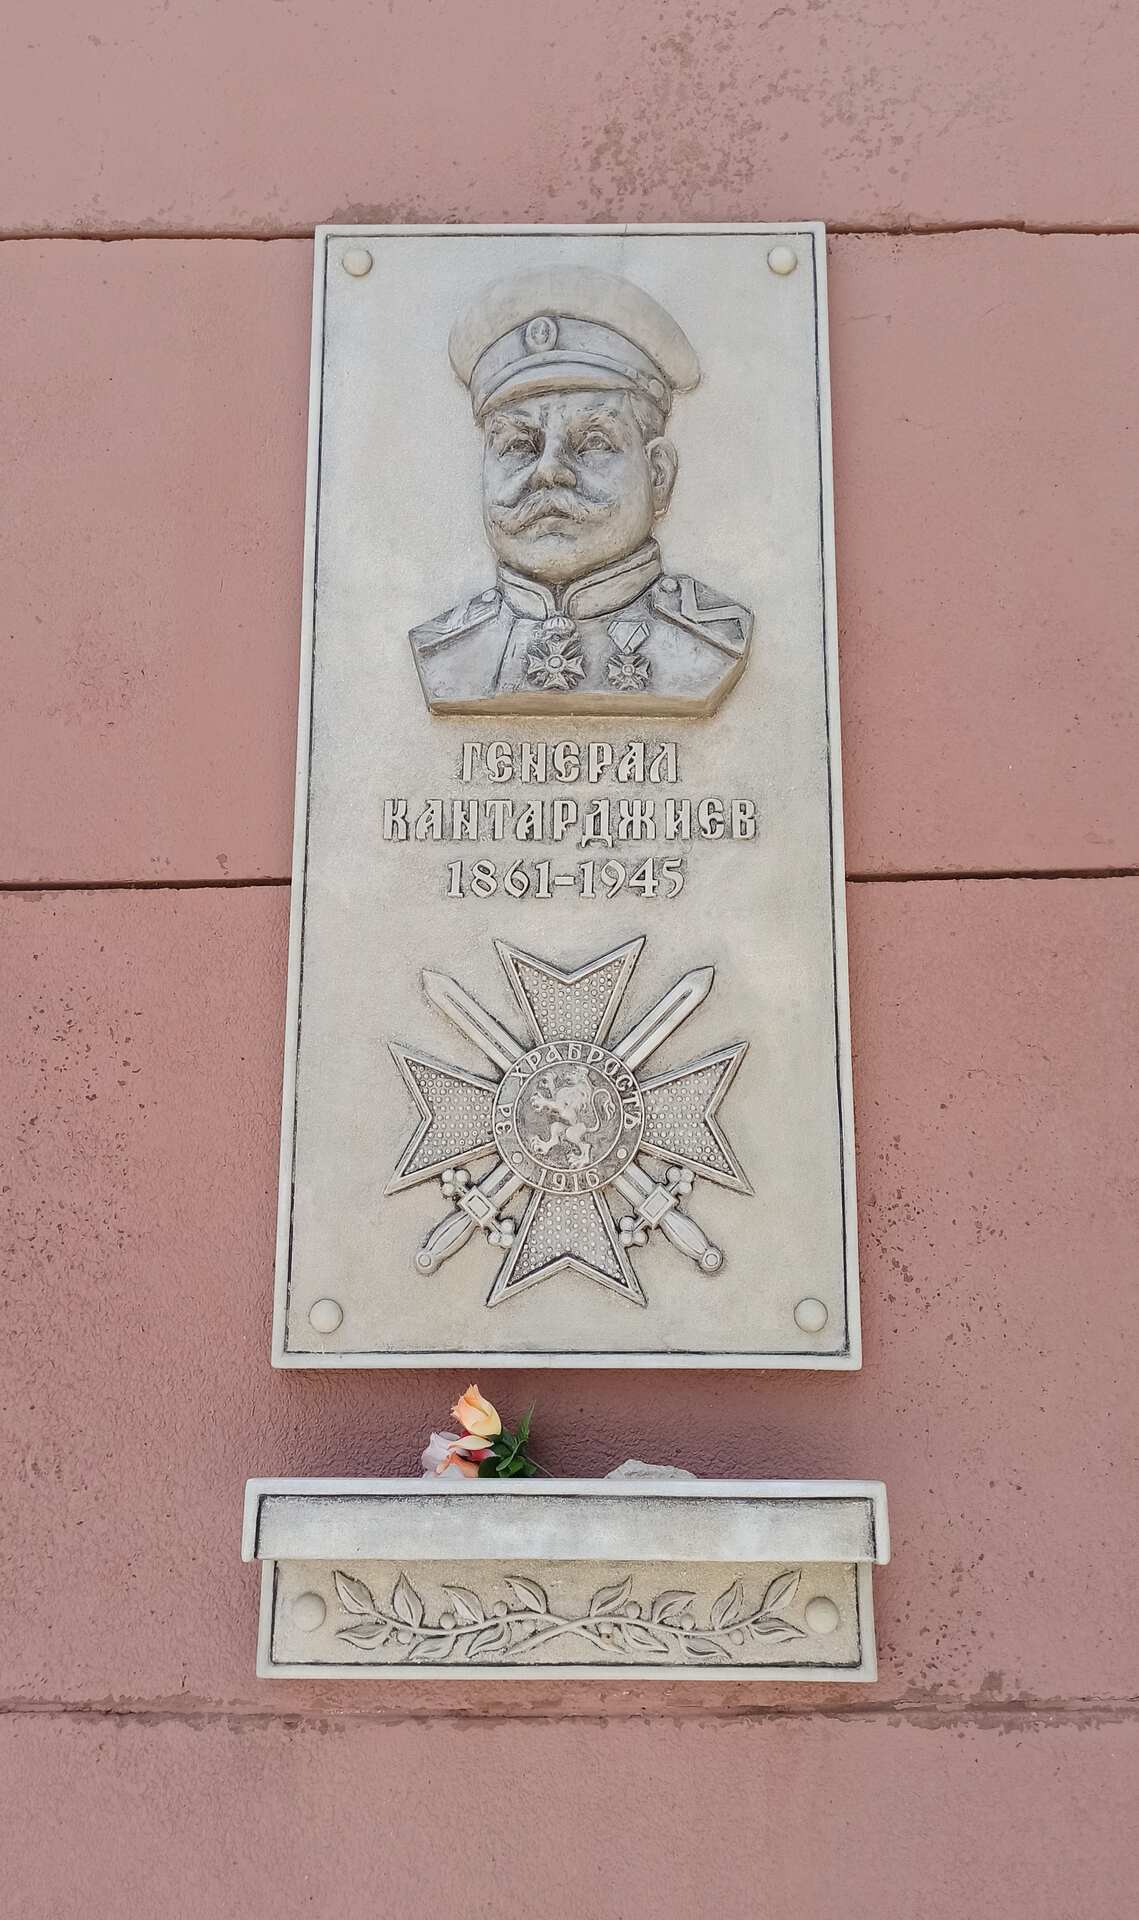 ГЕНЕРАЛ
КАНТАРДЖИЕВ
1861-1945
ЗА ХРАБРОСТЬ
1916